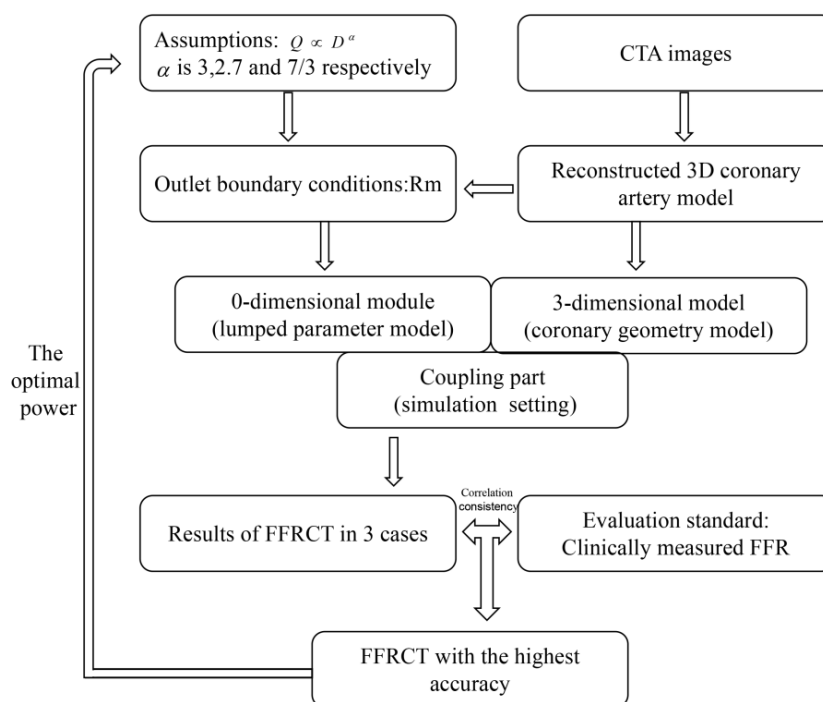 Assumptions: Q ∝ D^α
α is 3,2.7 and 7/3 respectively
CTA images
Outlet boundary conditions:Rm
Reconstructed 3D coronary
artery model
0-dimensional module
(lumped parameter model)
3-dimensional model
(coronary geometry model)
The
optimal
power
Coupling part
(simulation setting)
Correlation
consistency
Results of FFRCT in 3 cases
Evaluation standard:
Clinically measured FFR
FFRCT with the highest
accuracy